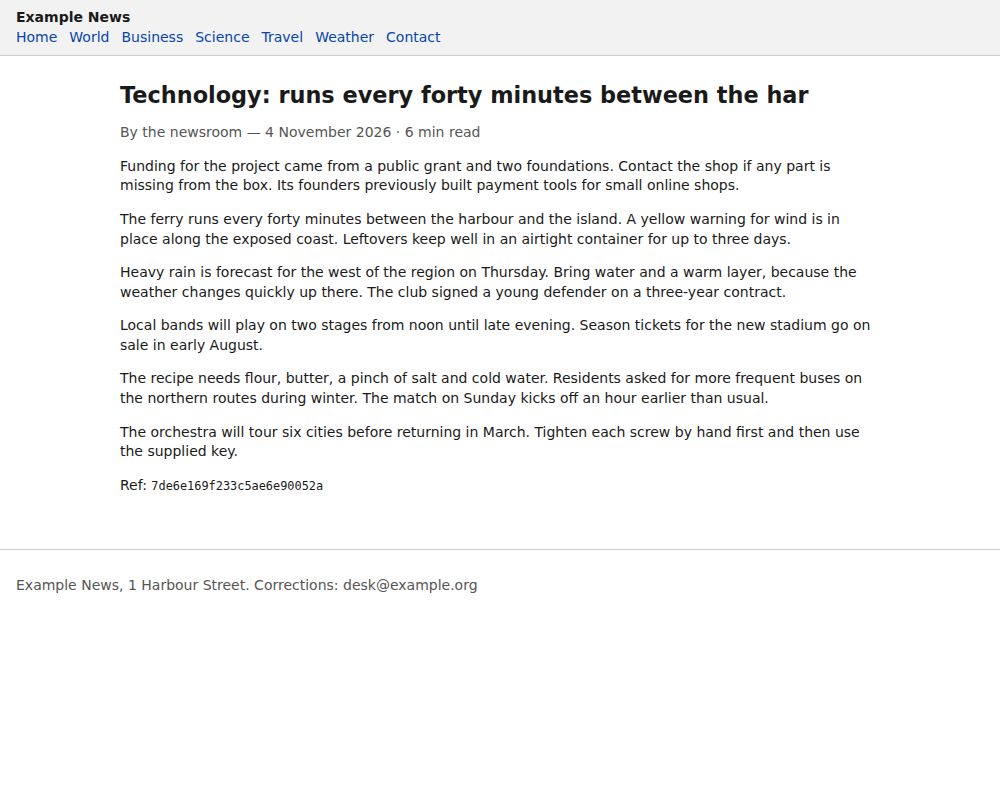 Example News
Home World Business Science Travel Weather Contact
Technology: runs every forty minutes between the har
By the newsroom — 4 November 2026 · 6 min read
Funding for the project came from a public grant and two foundations. Contact the shop if any part is
missing from the box. Its founders previously built payment tools for small online shops.
The ferry runs every forty minutes between the harbour and the island. A yellow warning for wind is in
place along the exposed coast. Leftovers keep well in an airtight container for up to three days.
Heavy rain is forecast for the west of the region on Thursday. Bring water and a warm layer, because the
weather changes quickly up there. The club signed a young defender on a three-year contract.
Local bands will play on two stages from noon until late evening. Season tickets for the new stadium go on
sale in early August.
The recipe needs flour, butter, a pinch of salt and cold water. Residents asked for more frequent buses on
the northern routes during winter. The match on Sunday kicks off an hour earlier than usual.
The orchestra will tour six cities before returning in March. Tighten each screw by hand first and then use
the supplied key.
Ref: 7de6e169f233c5ae6e90052a
Example News, 1 Harbour Street. Corrections: desk@example.org